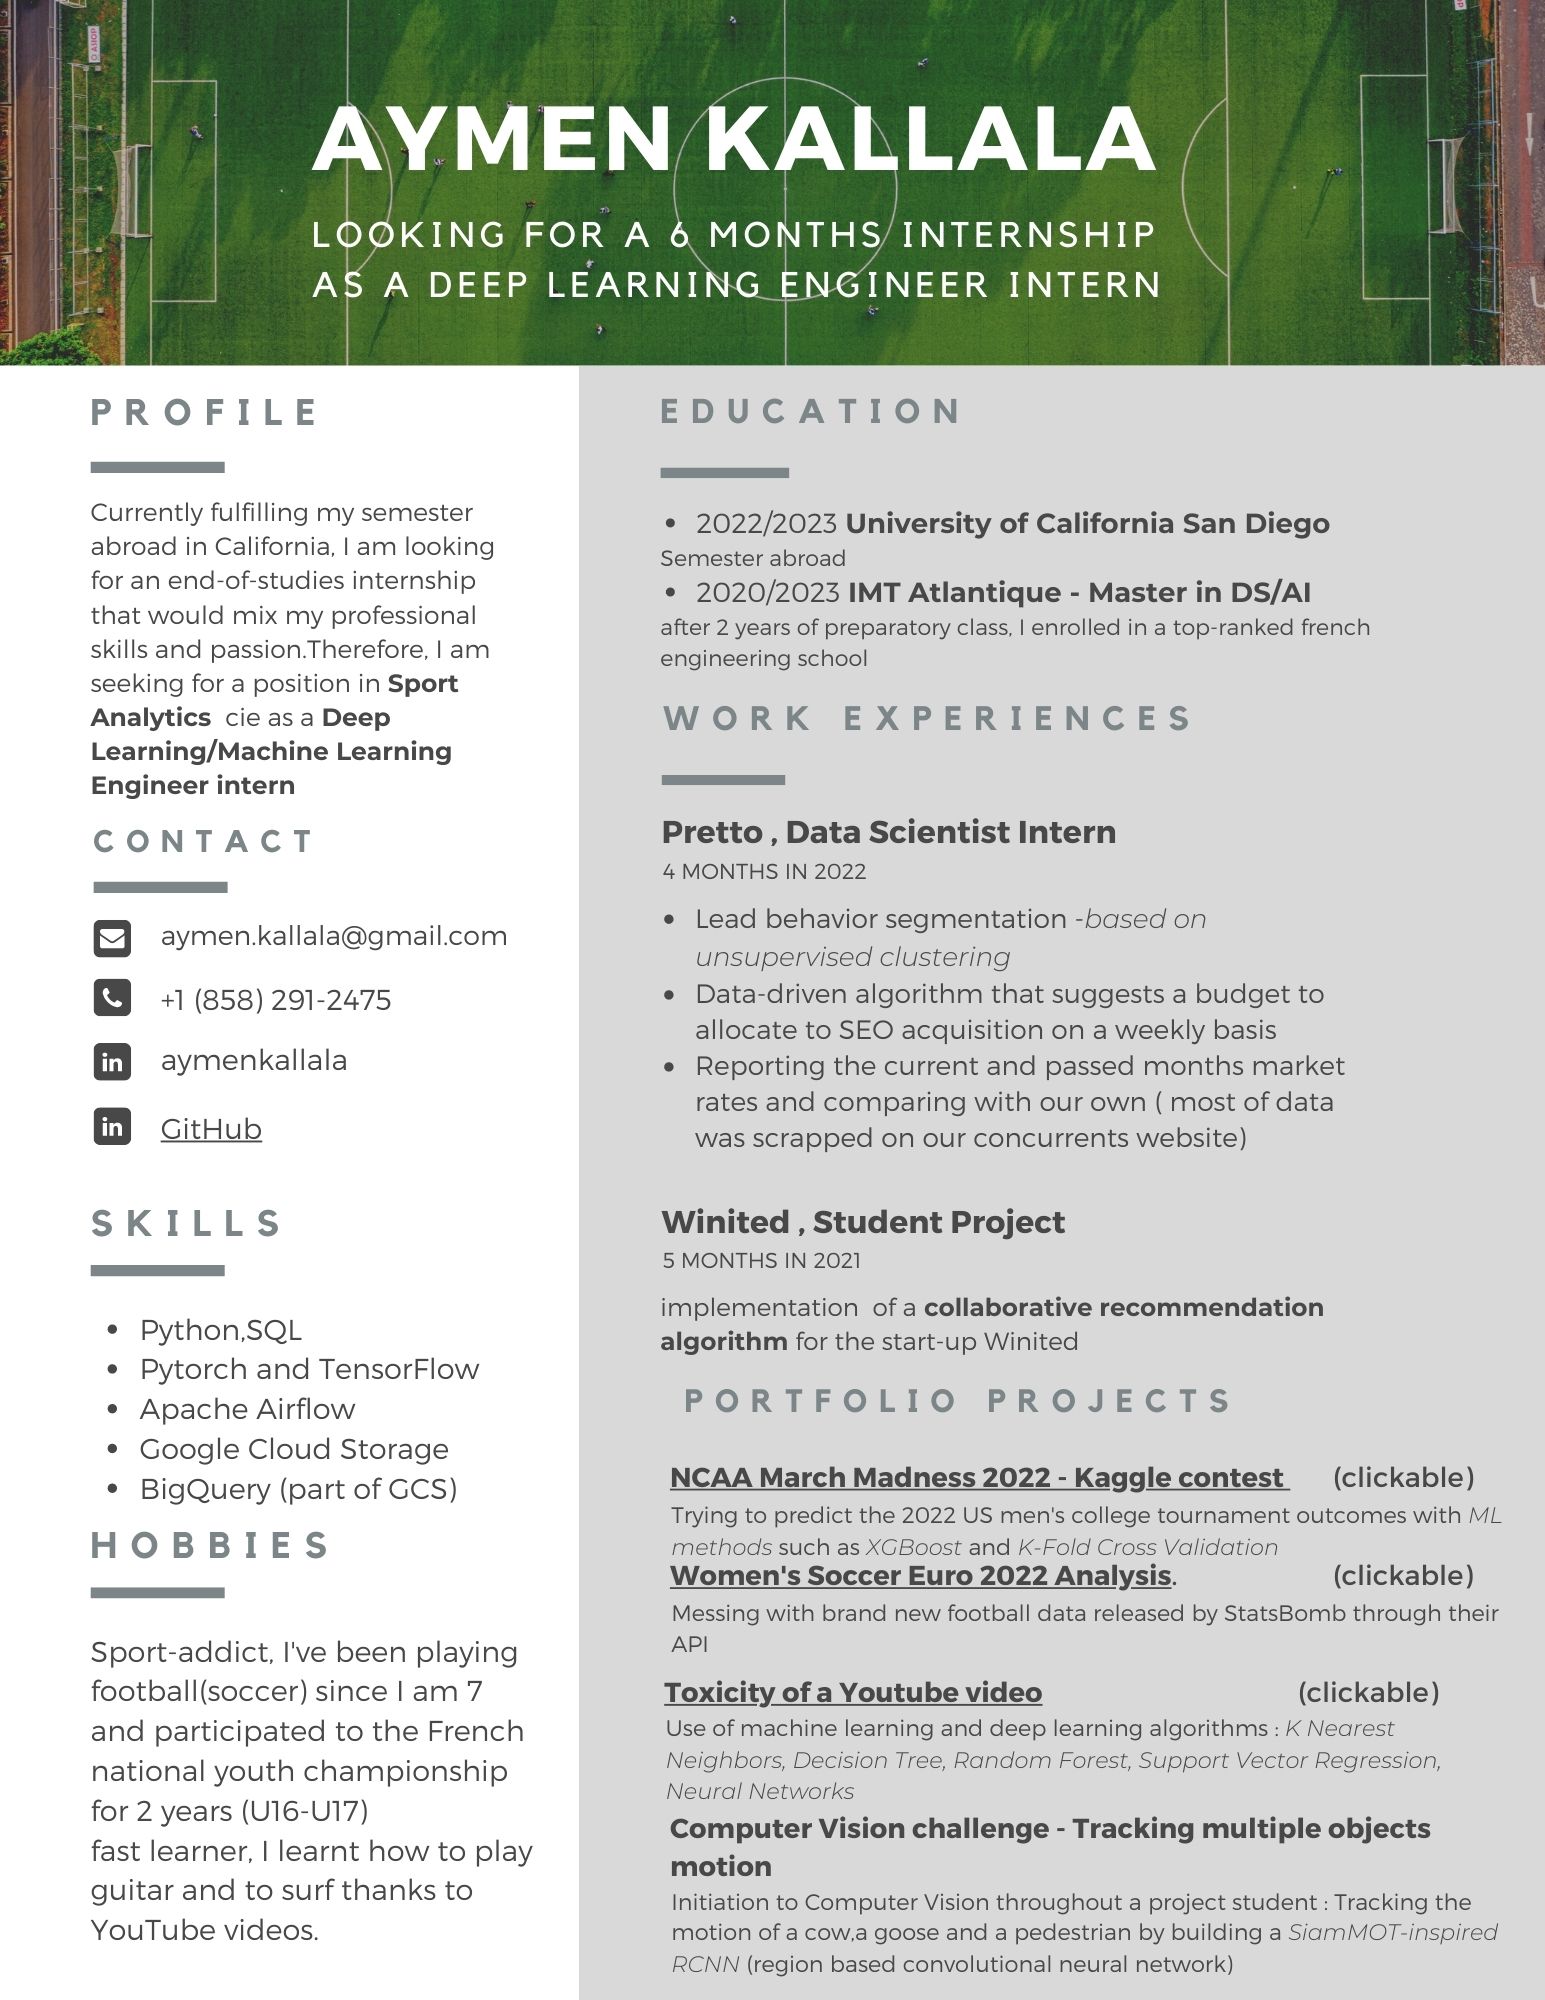 AYMEN KALLALA
LOOKING FOR A 6 MONTHS INTERNSHIP
AS A DEEP LEARNING ENGINEER INTERN
PROFILE
Currently fulfilling my semester
abroad in California, I am looking
for an end-of-studies internship
that would mix my professional
skills and passion.Therefore, I am
seeking for a position in Sport
Analytics cie as a Deep
Learning/Machine Learning
Engineer intern
CONTACT
aymen.kallala@gmail.com
+1 (858) 291-2475
in aymenkallala
in GitHub
SKILLS
• Python,SQL
• Pytorch and TensorFlow
• Apache Airflow
• Google Cloud Storage
• BigQuery (part of GCS)
HOBBIES
Sport-addict, I've been playing
football(soccer) since I am 7
and participated to the French
national youth championship
for 2 years (U16-U17)
fast learner, I learnt how to play
guitar and to surf thanks to
YouTube videos.
EDUCATION
• 2022/2023 University of California San Diego
Semester abroad
• 2020/2023 IMT Atlantique - Master in DS/AI
after 2 years of preparatory class, I enrolled in a top-ranked french
engineering school
WORK EXPERIENCES
Pretto , Data Scientist Intern
4 MONTHS IN 2022
• Lead behavior segmentation -based on
unsupervised clustering
• Data-driven algorithm that suggests a budget to
allocate to SEO acquisition on a weekly basis
• Reporting the current and passed months market
rates and comparing with our own ( most of data
was scrapped on our concurrents website)
Winited , Student Project
5 MONTHS IN 2021
implementation of a collaborative recommendation
algorithm for the start-up Winited
PORTFOLIO PROJECTS
NCAA March Madness 2022 - Kaggle contest (clickable)
Trying to predict the 2022 US men's college tournament outcomes with ML
methods such as XGBoost and K-Fold Cross Validation
Women's Soccer Euro 2022 Analysis. (clickable)
Messing with brand new football data released by StatsBomb through their
API
Toxicity of a Youtube video (clickable)
Use of machine learning and deep learning algorithms : K Nearest
Neighbors, Decision Tree, Random Forest, Support Vector Regression,
Neural Networks
Computer Vision challenge - Tracking multiple objects
motion
Initiation to Computer Vision throughout a project student : Tracking the
motion of a cow,a goose and a pedestrian by building a SiamMOT-inspired
RCNN (region based convolutional neural network)